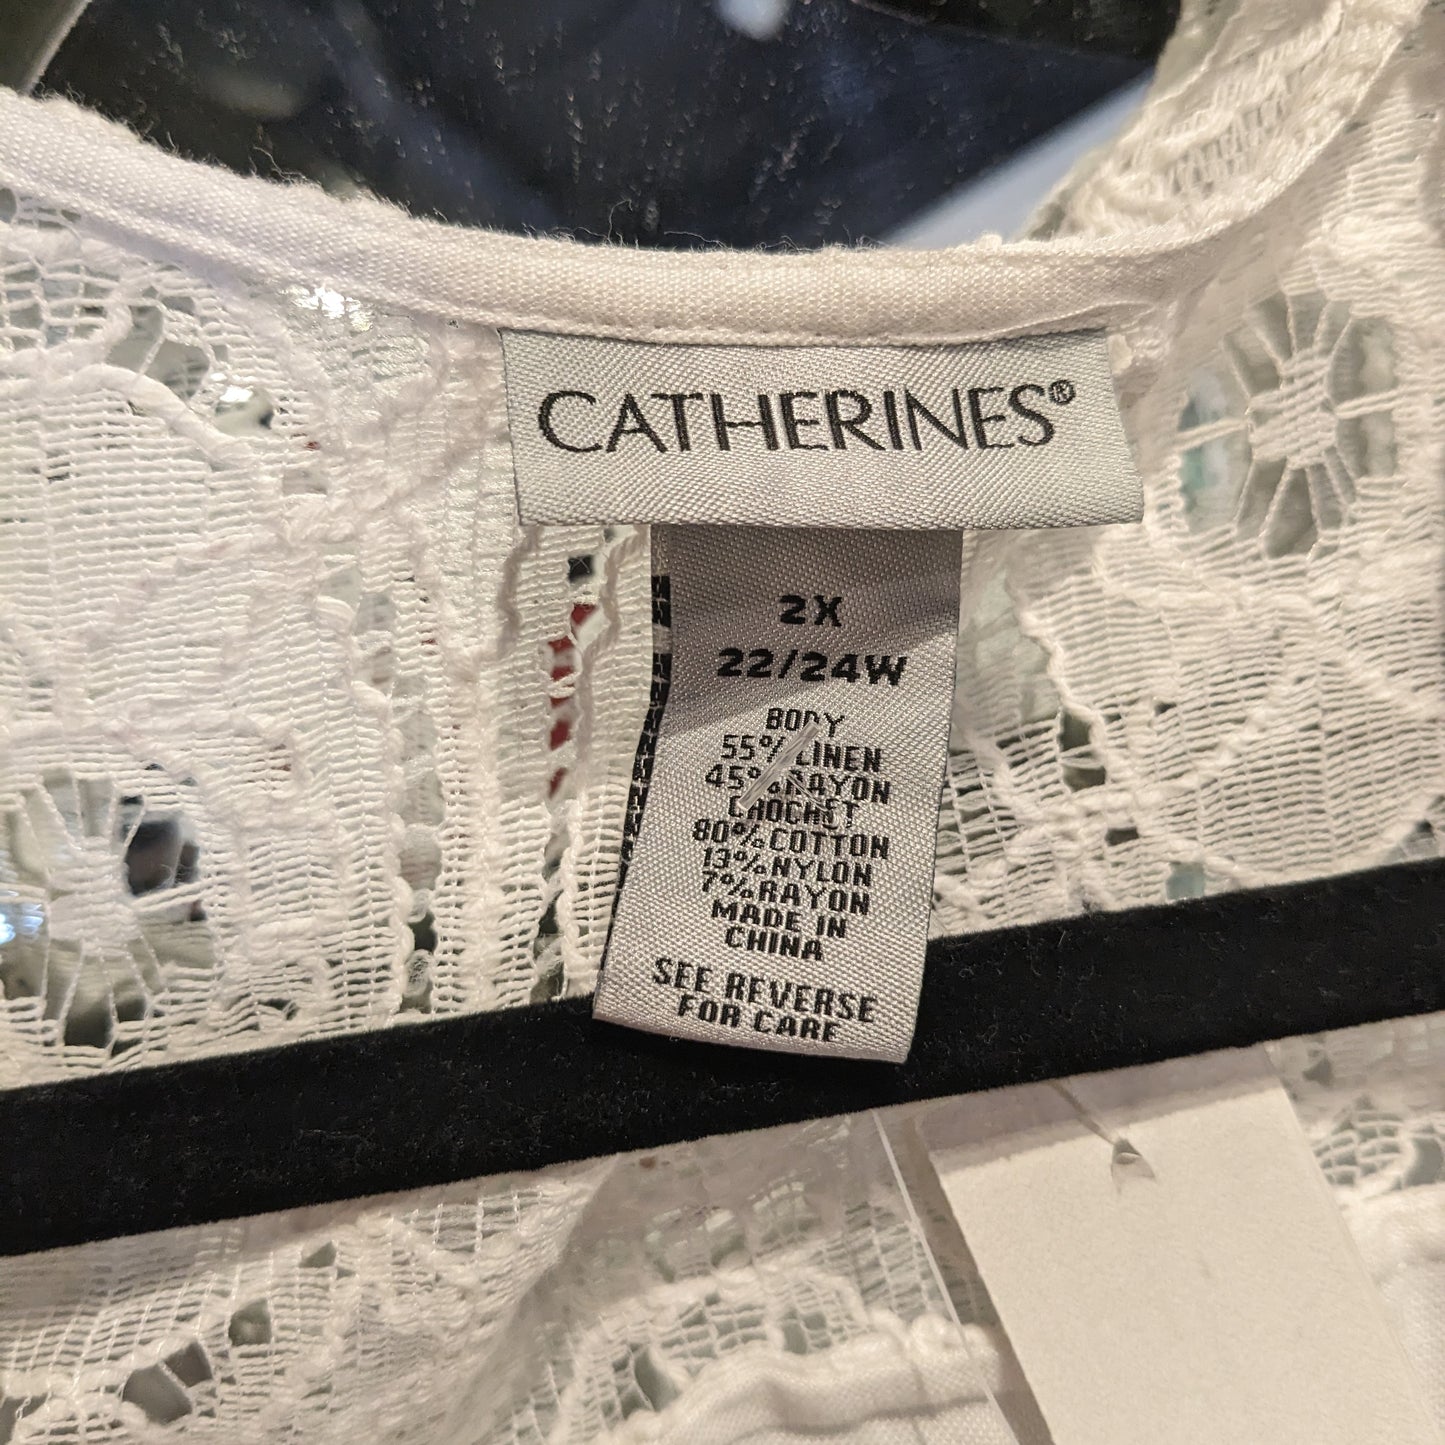 CATHERINES®
2X
22/24W
BODY
55% LINEN
45% RAYON
CROCHET
80% COTTON
13% NYLON
7% RAYON
MADE IN
CHINA
SEE REVERSE
FOR CARE